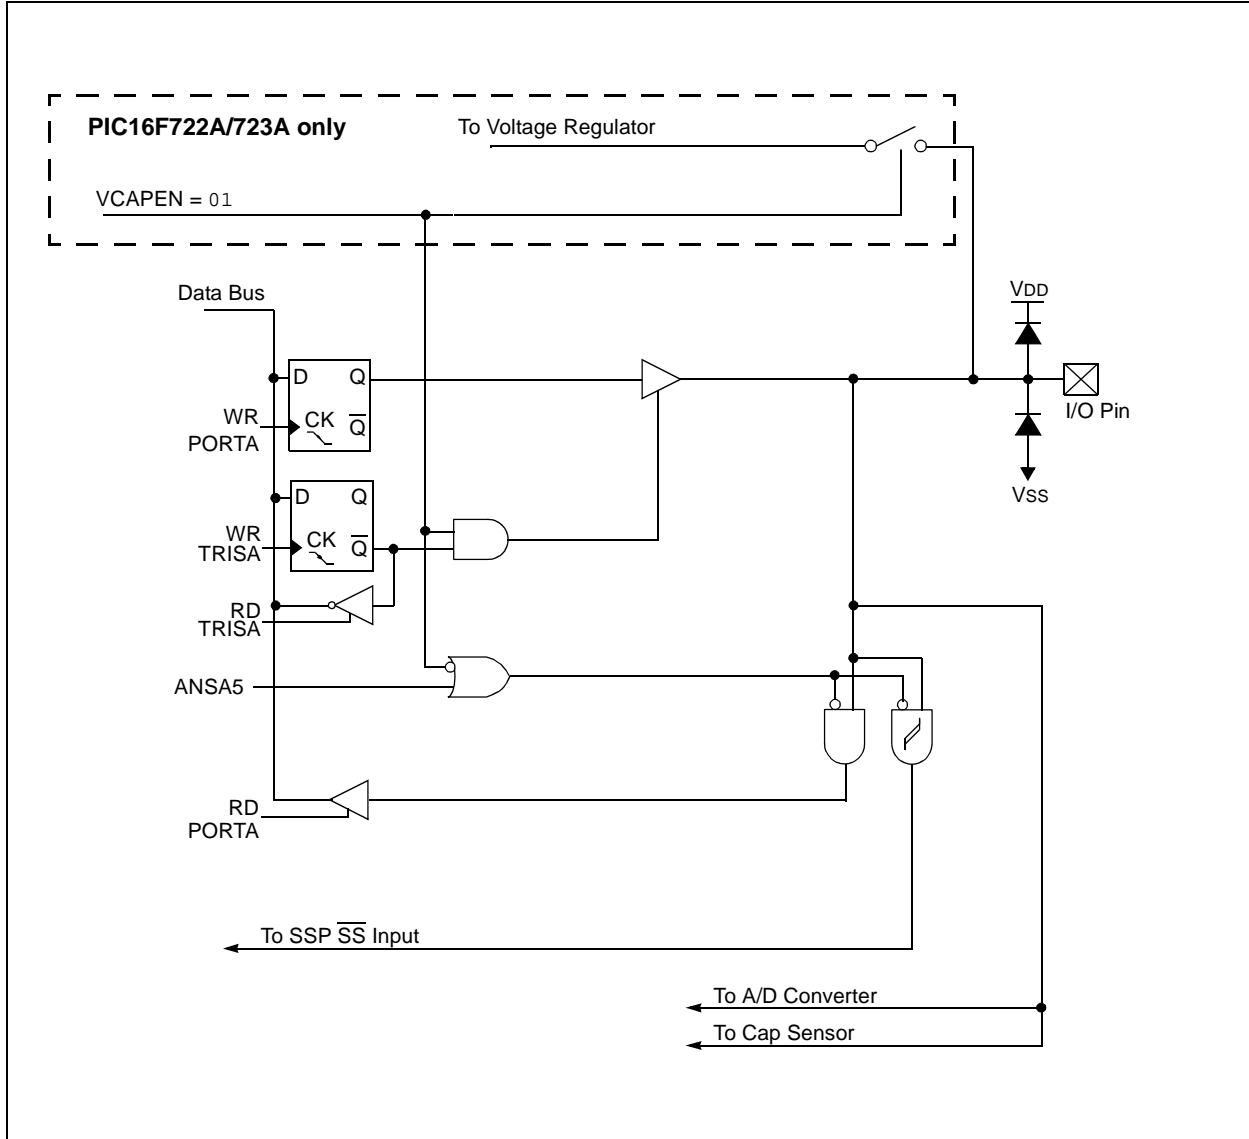 PIC16F722A/723A only
To Voltage Regulator
VCAPEN = 01
Data Bus
VDD
D Q
CK Q̅
WR
PORTA
I/O Pin
VSS
D Q
CK Q̅
WR
TRISA
RD
TRISA
ANSA5
RD
PORTA
To SSP S̅S̅ Input
To A/D Converter
To Cap Sensor